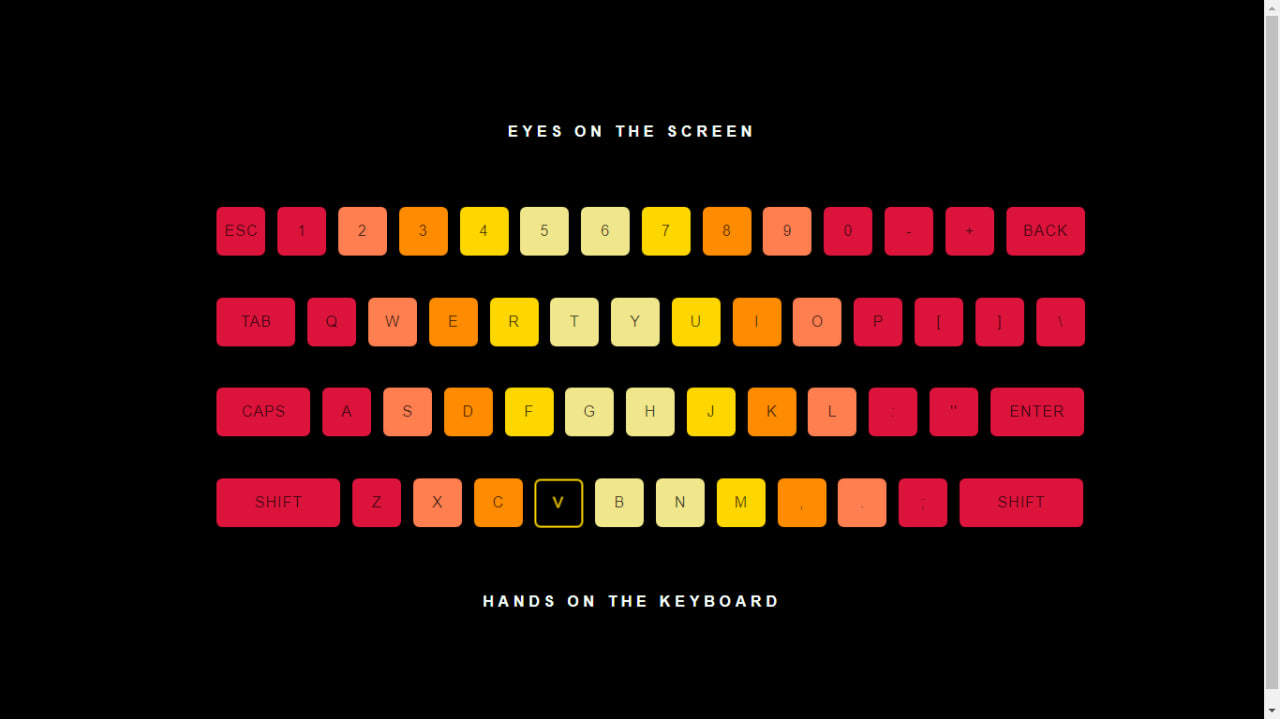 EYES ON THE SCREEN
ESC 1 2 3 4 5 6 7 8 9 0 - + BACK
TAB Q W E R T Y U I O P [ ] \
CAPS A S D F G H J K L : " ENTER
SHIFT Z X C V B N M , . ; SHIFT
HANDS ON THE KEYBOARD